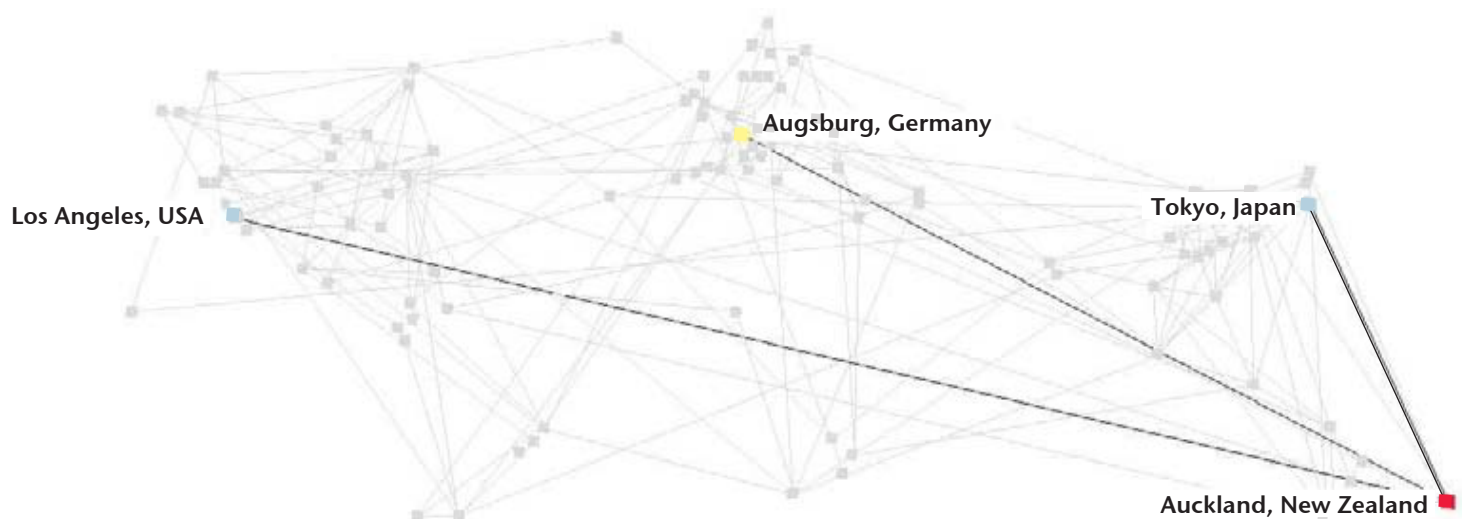 Augsburg, Germany
Los Angeles, USA
Tokyo, Japan
Auckland, New Zealand